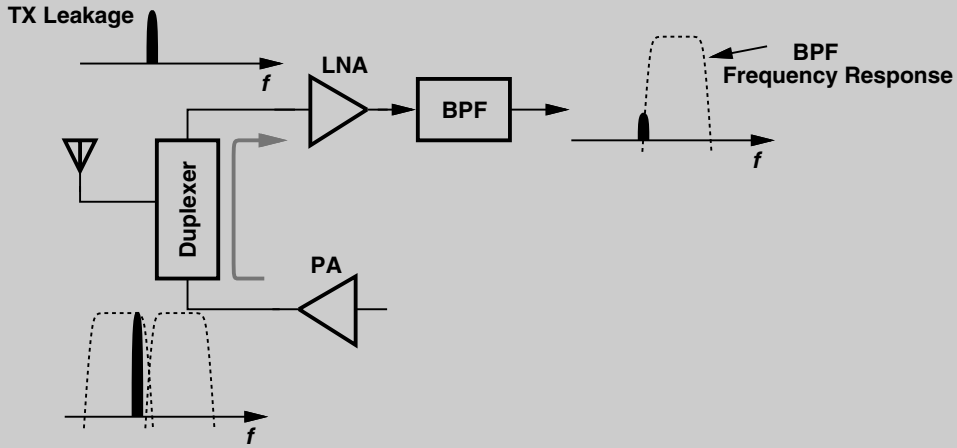 TX Leakage
f
LNA
BPF
BPF
Frequency Response
f
Duplexer
PA
f